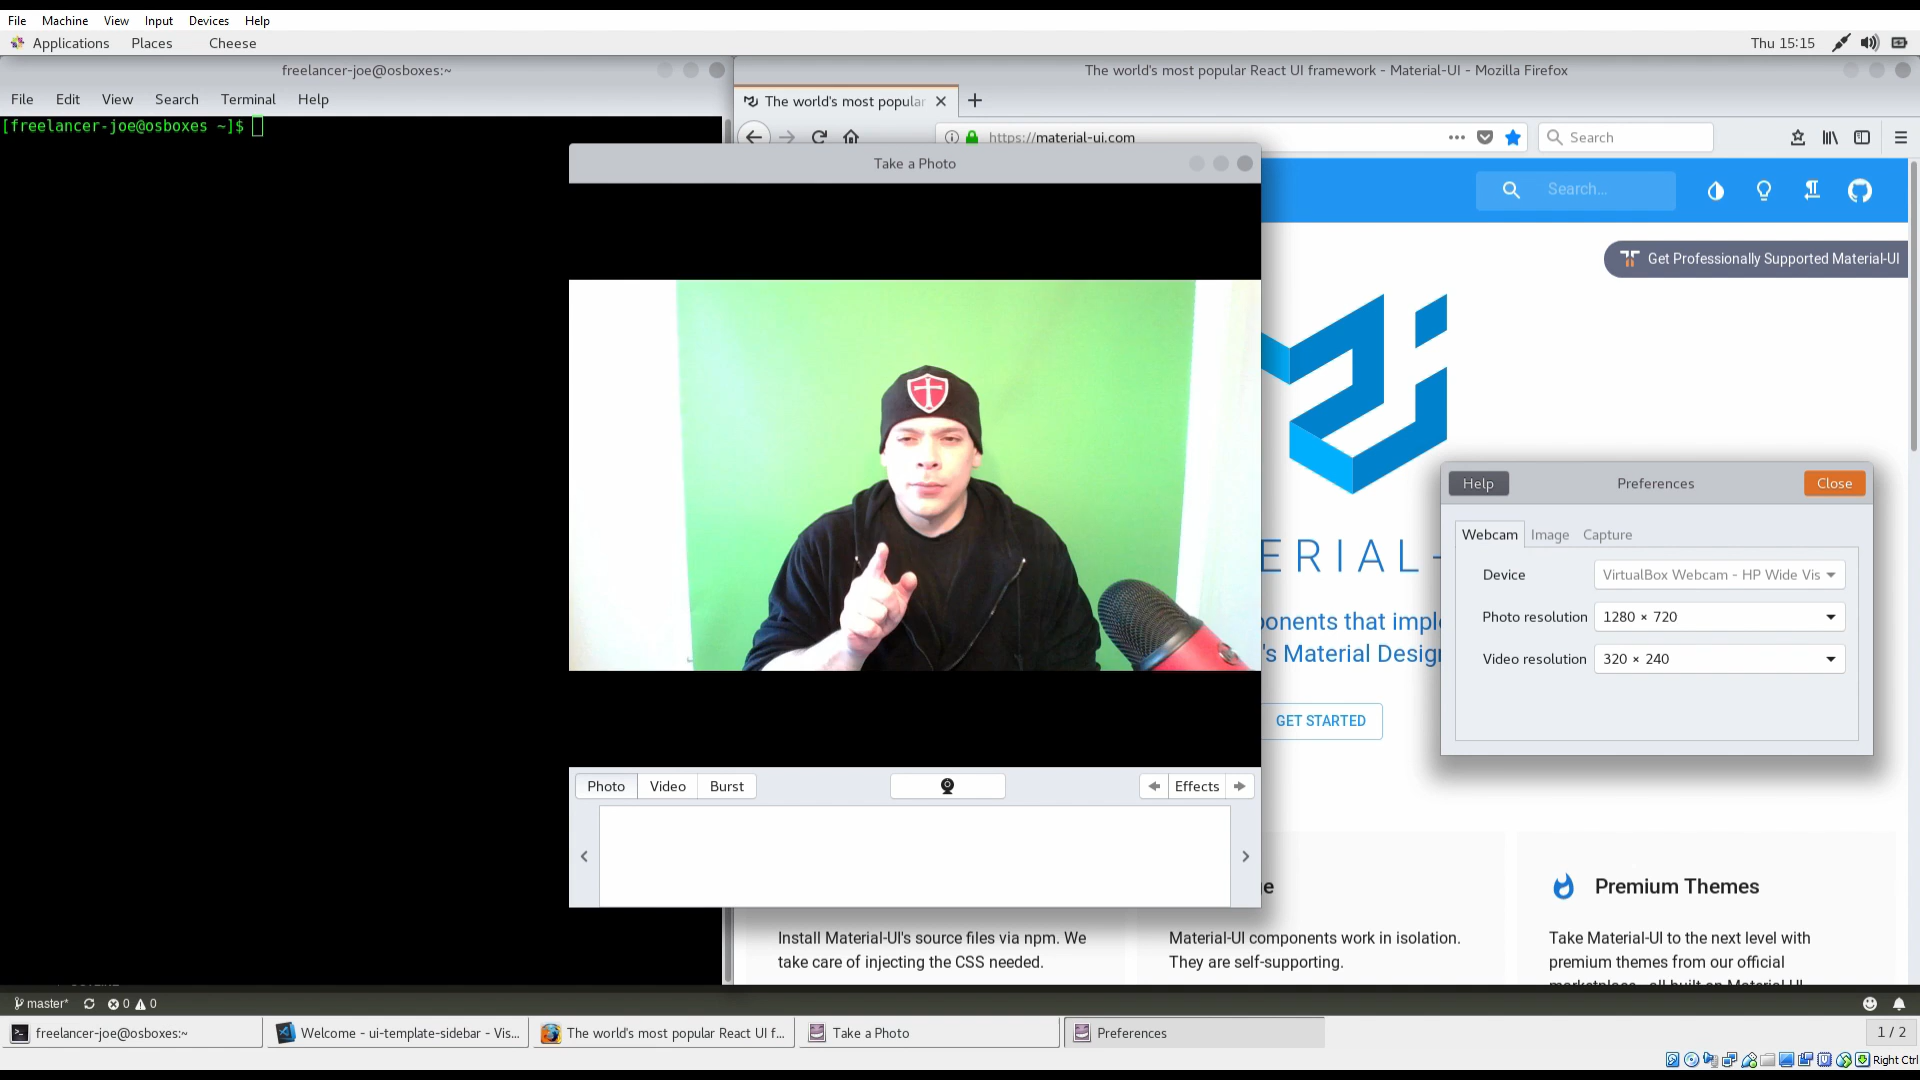 File Machine View Input Devices Help
Applications Places Cheese Thu 15:15
freelancer-joe@osboxes:~
File Edit View Search Terminal Help
[freelancer-joe@osboxes ~]$
The world's most popular React UI framework - Material-UI - Mozilla Firefox
The world's most popular
https://material-ui.com
Search
Search...
Get Professionally Supported Material-UI
ERIAL-
onents that imple
's Material Design
GET STARTED
Take a Photo
Photo Video Burst Effects
Help Preferences Close
Webcam Image Capture
Device VirtualBox Webcam - HP Wide Vis
Photo resolution 1280 × 720
Video resolution 320 × 240
e
Premium Themes
Install Material-UI's source files via npm. We
take care of injecting the CSS needed.
Material-UI components work in isolation.
They are self-supporting.
Take Material-UI to the next level with
premium themes from our official
master* 0 0
freelancer-joe@osboxes:~ Welcome - ui-template-sidebar - Vis... The world's most popular React UI f... Take a Photo Preferences 1 / 2
Right Ctrl